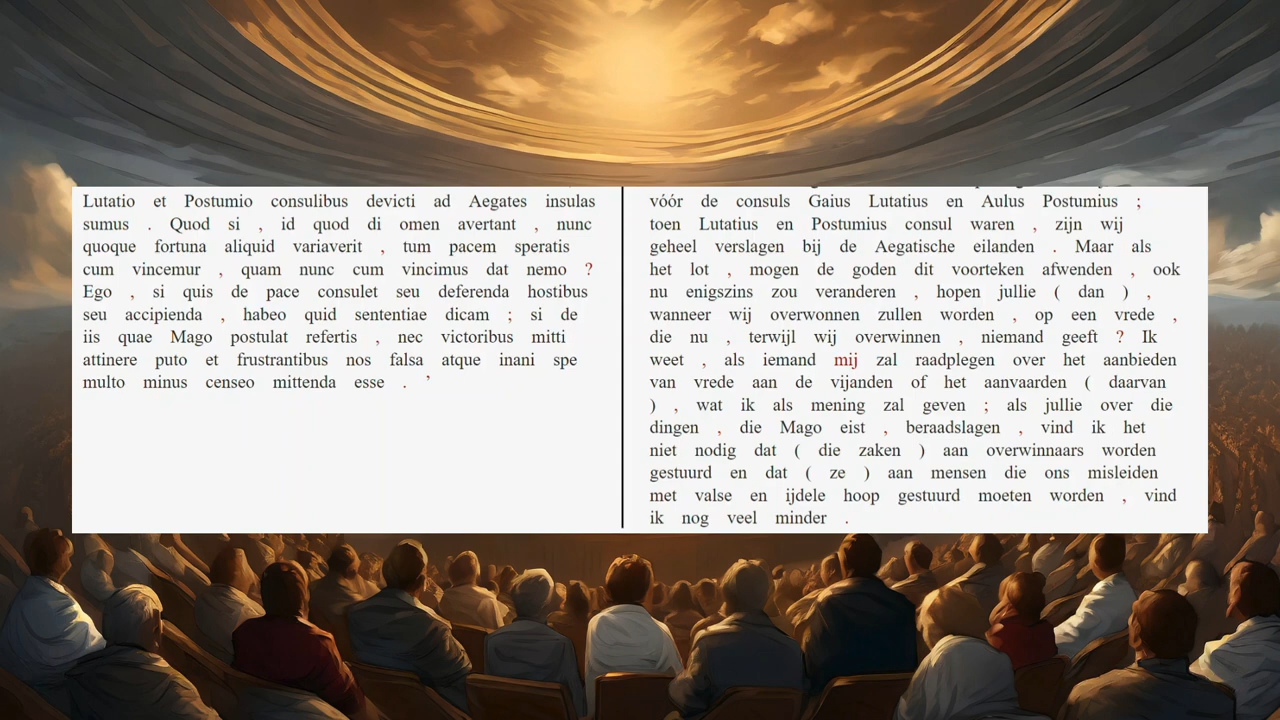 Lutatio et Postumio consulibus devicti ad Aegates insulas
sumus . Quod si , id quod di omen avertant , nunc
quoque fortuna aliquid variaverit , tum pacem speratis
cum vincemur , quam nunc cum vincimus dat nemo ?
Ego , si quis de pace consulet seu deferenda hostibus
seu accipienda , habeo quid sententiae dicam ; si de
iis quae Mago postulat refertis , nec victoribus mitti
attinere puto et frustrantibus nos falsa atque inani spe
multo minus censeo mittenda esse . ’
vóór de consuls Gaius Lutatius en Aulus Postumius ;
toen Lutatius en Postumius consul waren , zijn wij
geheel verslagen bij de Aegatische eilanden . Maar als
het lot , mogen de goden dit voorteken afwenden , ook
nu enigszins zou veranderen , hopen jullie ( dan ) ,
wanneer wij overwonnen zullen worden , op een vrede ,
die nu , terwijl wij overwinnen , niemand geeft ? Ik
weet , als iemand mij zal raadplegen over het aanbieden
van vrede aan de vijanden of het aanvaarden ( daarvan
) , wat ik als mening zal geven ; als jullie over die
dingen , die Mago eist , beraadslagen , vind ik het
niet nodig dat ( die zaken ) aan overwinnaars worden
gestuurd en dat ( ze ) aan mensen die ons misleiden
met valse en ijdele hoop gestuurd moeten worden , vind
ik nog veel minder .